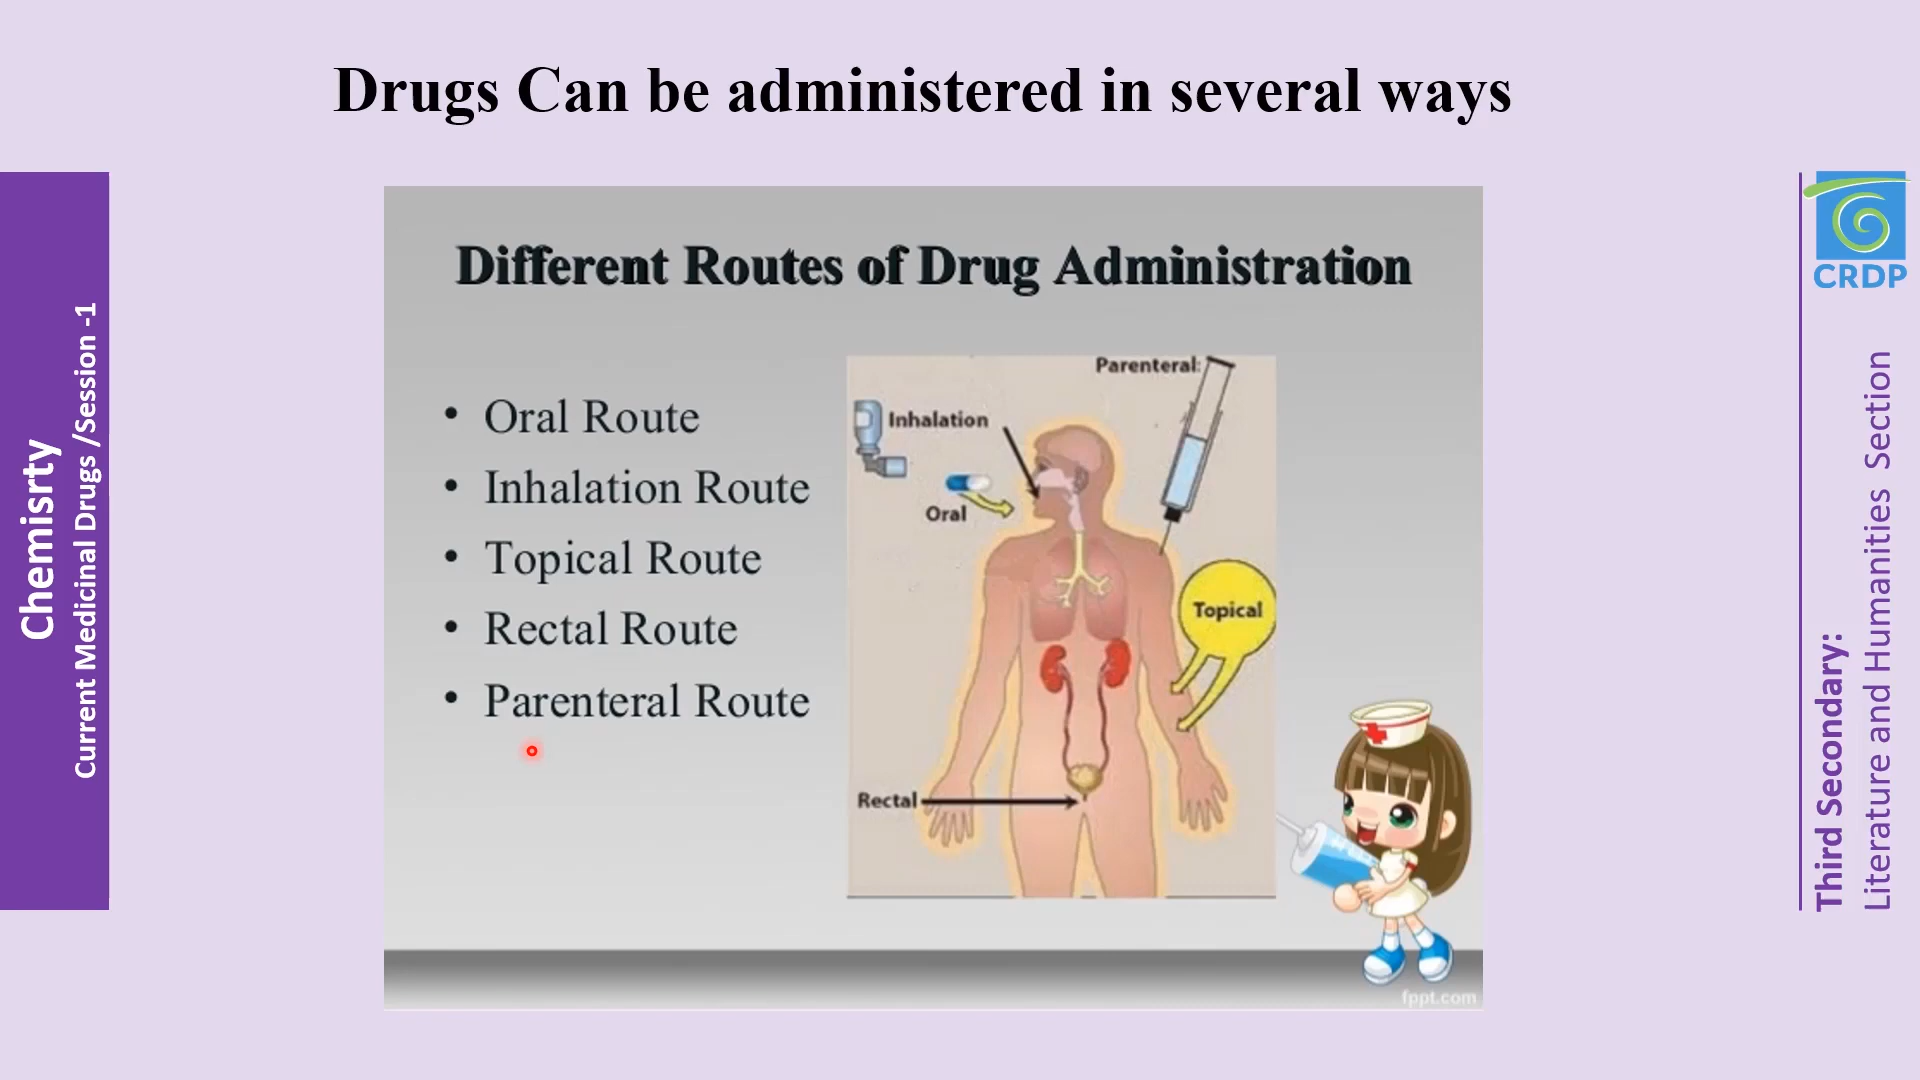 Drugs Can be administered in several ways
Chemisrty
Current Medicinal Drugs /Session -1
Different Routes of Drug Administration
• Oral Route
• Inhalation Route
• Topical Route
• Rectal Route
• Parenteral Route
Parenteral:
Inhalation
Oral
Topical
Rectal
fppt.com
CRDP
Third Secondary:
Literature and Humanities Section